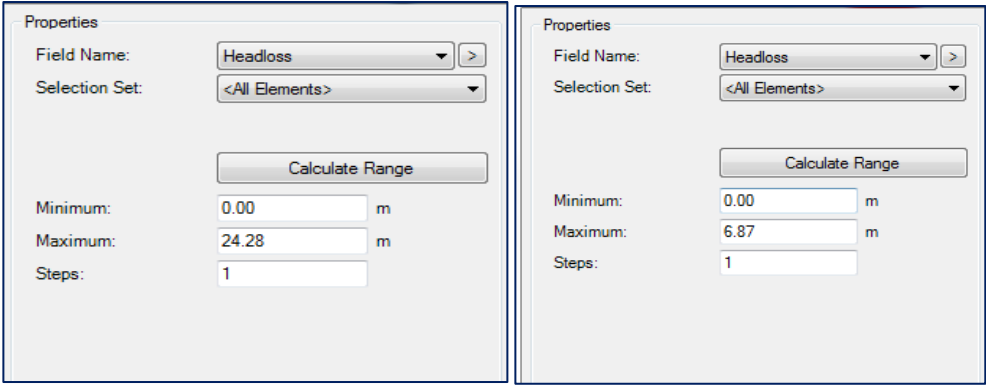 Properties
Field Name: Headloss >
Selection Set: <All Elements>
Calculate Range
Minimum: 0.00 m
Maximum: 24.28 m
Steps: 1
Properties
Field Name: Headloss >
Selection Set: <All Elements>
Calculate Range
Minimum: 0.00 m
Maximum: 6.87 m
Steps: 1